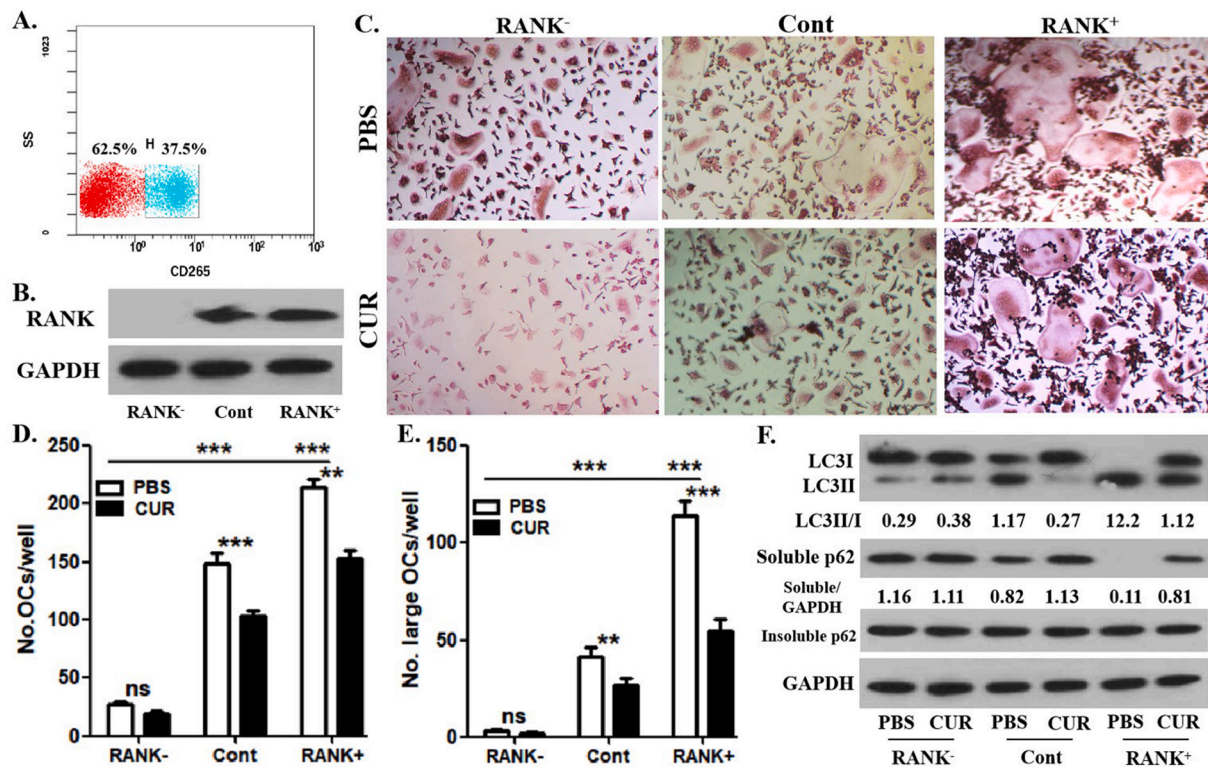 A.
1023
SS
0
62.5% H 37.5%
10⁰ 10¹ 10² 10³
CD265
B.
RANK
GAPDH
RANK⁻ Cont RANK⁺
C.
RANK⁻ Cont RANK⁺
PBS
CUR
D.
No.OCs/well
250
200
150
100
50
0
*** ***
PBS
CUR
**
***
ns
RANK- Cont RANK+
E.
No. large OCs/well
150
100
50
0
*** ***
PBS
CUR
***
**
ns
RANK- Cont RANK+
F.
LC3I
LC3II
LC3II/I 0.29 0.38 1.17 0.27 12.2 1.12
Soluble p62
Soluble/
GAPDH 1.16 1.11 0.82 1.13 0.11 0.81
Insoluble p62
GAPDH
PBS CUR PBS CUR PBS CUR
RANK⁻ Cont RANK⁺